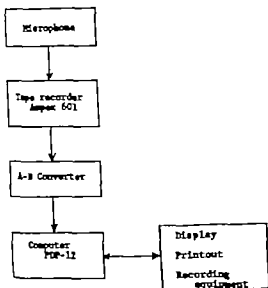 Microphone
Tape recorder
Ampex 601
A-D Converter
Computer
PDP-12
Display
Printout
Recording
equipment